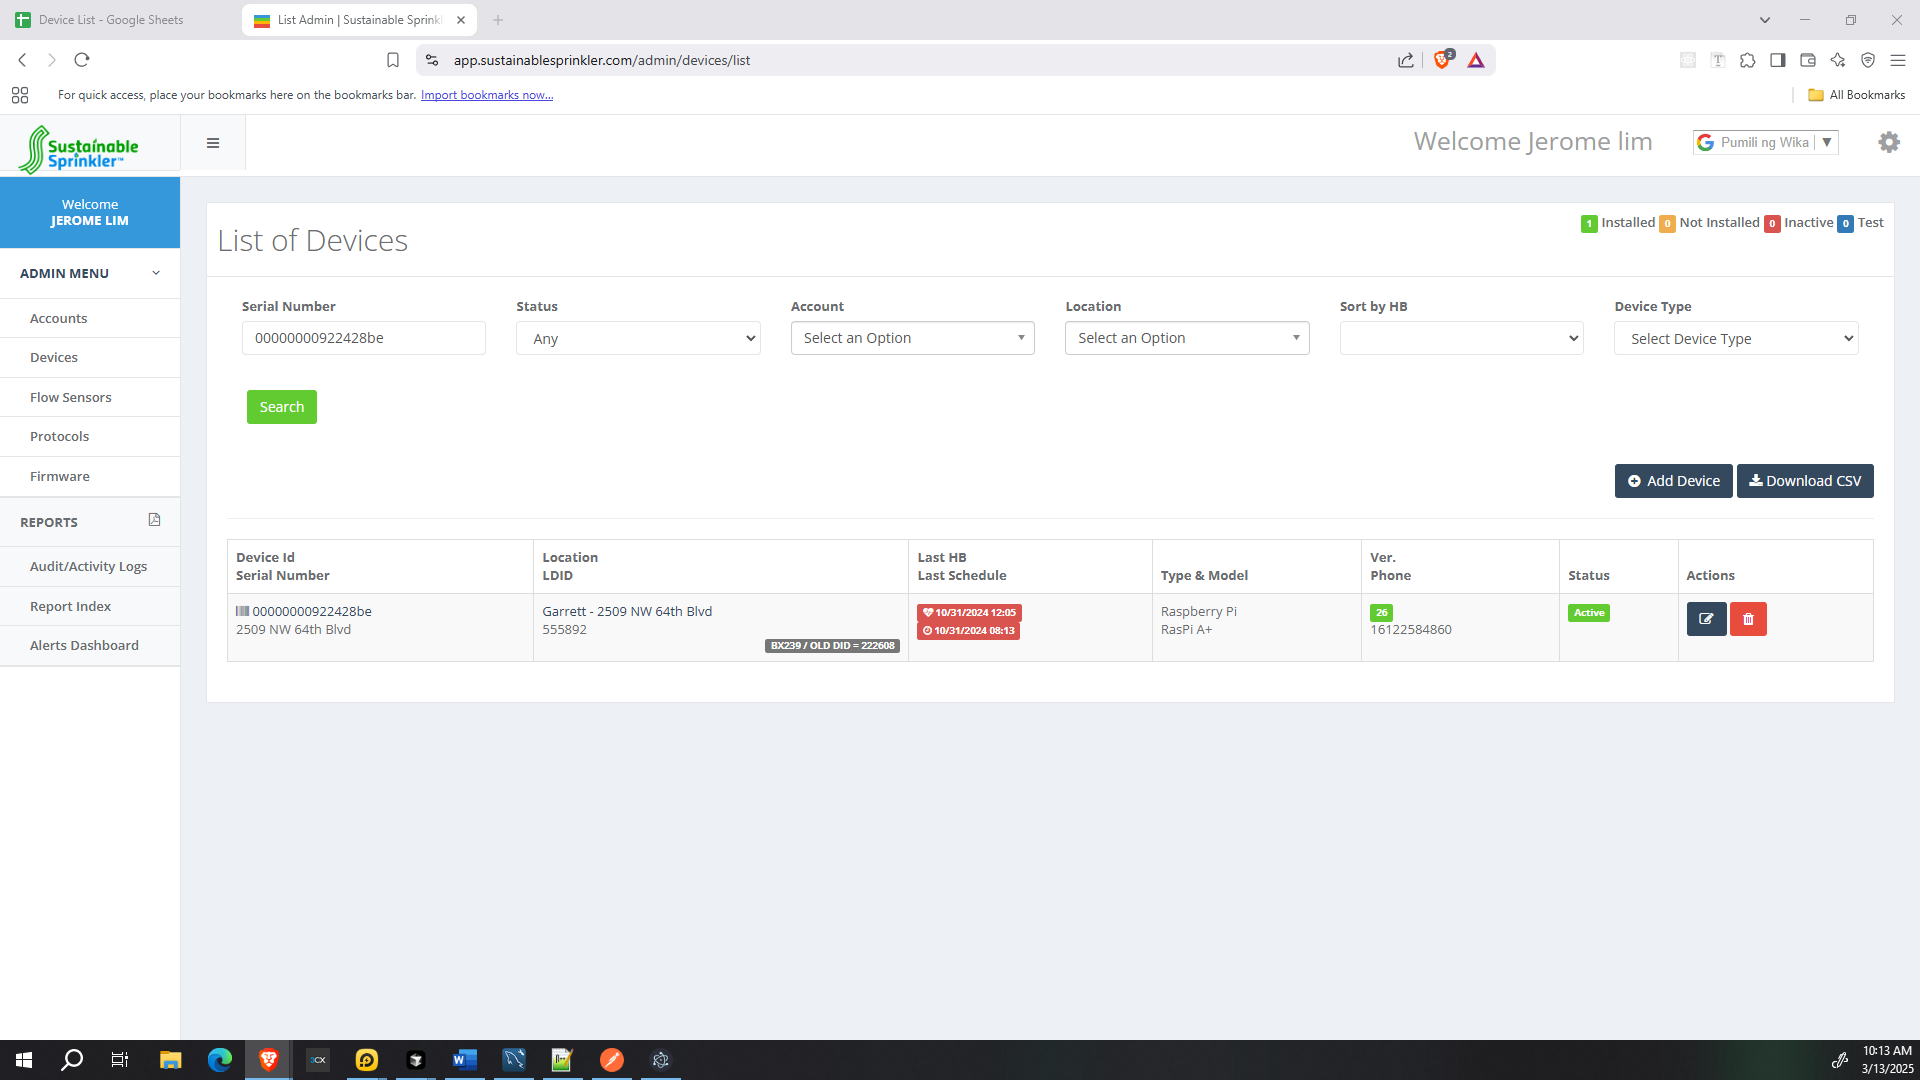 Device List - Google Sheets
List Admin | Sustainable Sprinkl
app.sustainablesprinkler.com/admin/devices/list
2
For quick access, place your bookmarks here on the bookmarks bar. Import bookmarks now...
All Bookmarks
Sustainable
Sprinkler™
Welcome Jerome lim
Pumili ng Wika
Welcome
JEROME LIM
ADMIN MENU
Accounts
Devices
Flow Sensors
Protocols
Firmware
REPORTS
Audit/Activity Logs
Report Index
Alerts Dashboard
List of Devices
1 Installed 0 Not Installed 0 Inactive 0 Test
Serial Number Status Account Location Sort by HB Device Type
00000000922428be Any Select an Option Select an Option Select Device Type
Search
Add Device Download CSV
Device Id Location Last HB Ver.
Serial Number LDID Last Schedule Type & Model Phone Status Actions
00000000922428be Garrett - 2509 NW 64th Blvd 10/31/2024 12:05 Raspberry Pi 26 Active
2509 NW 64th Blvd 555892 10/31/2024 08:13 RasPi A+ 16122584860
BX239 / OLD DID = 222608
3CX
W
10:13 AM
3/13/2025